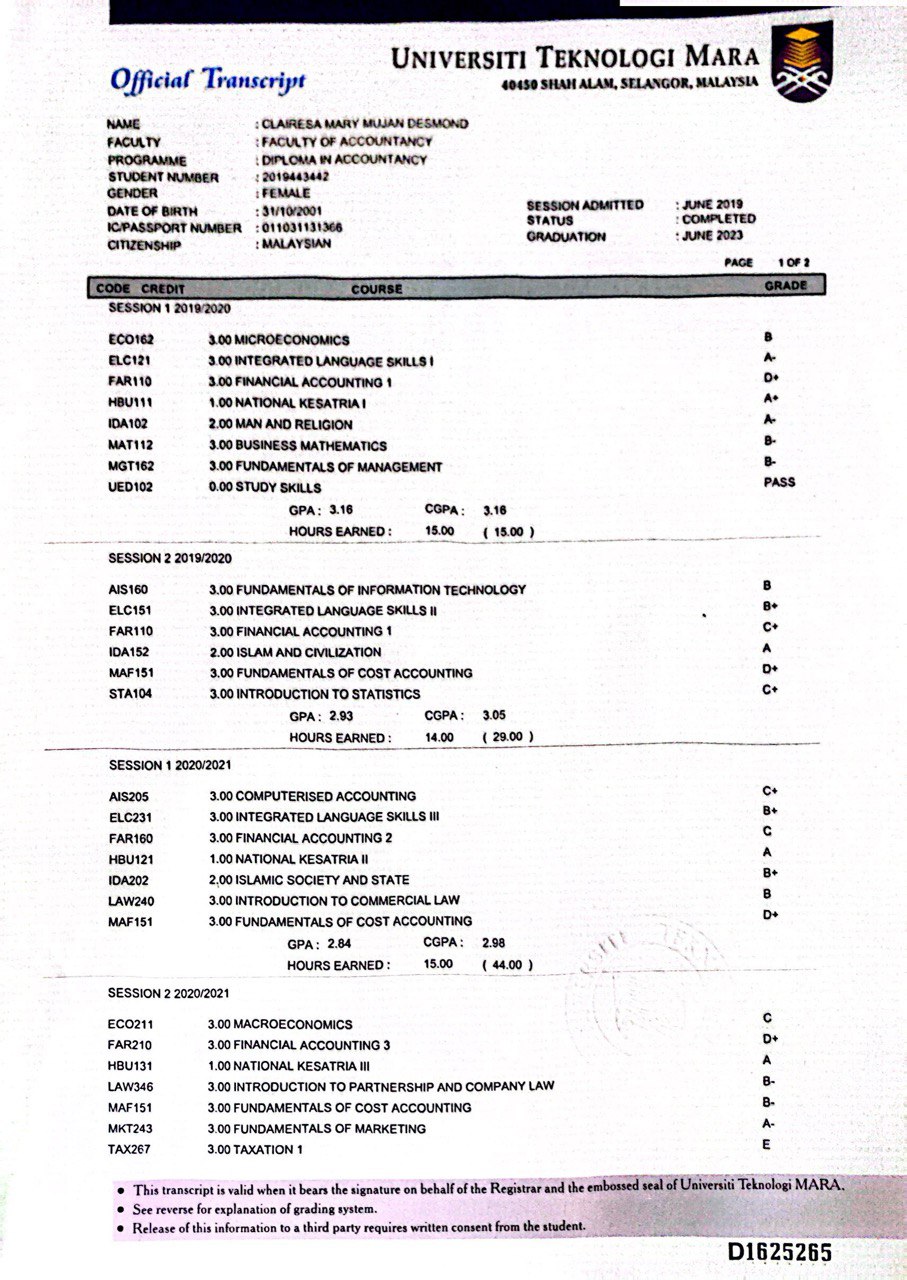 Official Transcript
UNIVERSITI TEKNOLOGI MARA
40450 SHAH ALAM, SELANGOR, MALAYSIA
NAME : CLAIRESA MARY MUJAN DESMOND
FACULTY : FACULTY OF ACCOUNTANCY
PROGRAMME : DIPLOMA IN ACCOUNTANCY
STUDENT NUMBER : 2019443442
GENDER : FEMALE
DATE OF BIRTH : 31/10/2001
IC/PASSPORT NUMBER : 011031131366
CITIZENSHIP : MALAYSIAN
SESSION ADMITTED : JUNE 2019
STATUS : COMPLETED
GRADUATION : JUNE 2023
PAGE 1 OF 2
CODE CREDIT COURSE GRADE
SESSION 1 2019/2020
ECO162 3.00 MICROECONOMICS B
ELC121 3.00 INTEGRATED LANGUAGE SKILLS I A-
FAR110 3.00 FINANCIAL ACCOUNTING 1 D+
HBU111 1.00 NATIONAL KESATRIA I A+
IDA102 2.00 MAN AND RELIGION A-
MAT112 3.00 BUSINESS MATHEMATICS B-
MGT162 3.00 FUNDAMENTALS OF MANAGEMENT B-
UED102 0.00 STUDY SKILLS PASS
GPA : 3.16 CGPA : 3.16
HOURS EARNED : 15.00 ( 15.00 )
SESSION 2 2019/2020
AIS160 3.00 FUNDAMENTALS OF INFORMATION TECHNOLOGY B
ELC151 3.00 INTEGRATED LANGUAGE SKILLS II B+
FAR110 3.00 FINANCIAL ACCOUNTING 1 C+
IDA152 2.00 ISLAM AND CIVILIZATION A
MAF151 3.00 FUNDAMENTALS OF COST ACCOUNTING D+
STA104 3.00 INTRODUCTION TO STATISTICS C+
GPA : 2.93 CGPA : 3.05
HOURS EARNED : 14.00 ( 29.00 )
SESSION 1 2020/2021
AIS205 3.00 COMPUTERISED ACCOUNTING C+
ELC231 3.00 INTEGRATED LANGUAGE SKILLS III B+
FAR160 3.00 FINANCIAL ACCOUNTING 2 C
HBU121 1.00 NATIONAL KESATRIA II A
IDA202 2.00 ISLAMIC SOCIETY AND STATE B+
LAW240 3.00 INTRODUCTION TO COMMERCIAL LAW B
MAF151 3.00 FUNDAMENTALS OF COST ACCOUNTING D+
GPA : 2.84 CGPA : 2.98
HOURS EARNED : 15.00 ( 44.00 )
SESSION 2 2020/2021
ECO211 3.00 MACROECONOMICS C
FAR210 3.00 FINANCIAL ACCOUNTING 3 D+
HBU131 1.00 NATIONAL KESATRIA III A
LAW346 3.00 INTRODUCTION TO PARTNERSHIP AND COMPANY LAW B-
MAF151 3.00 FUNDAMENTALS OF COST ACCOUNTING B-
MKT243 3.00 FUNDAMENTALS OF MARKETING A-
TAX267 3.00 TAXATION 1 E
• This transcript is valid when it bears the signature on behalf of the Registrar and the embossed seal of Universiti Teknologi MARA.
• See reverse for explanation of grading system.
• Release of this information to a third party requires written consent from the student.
D1625265